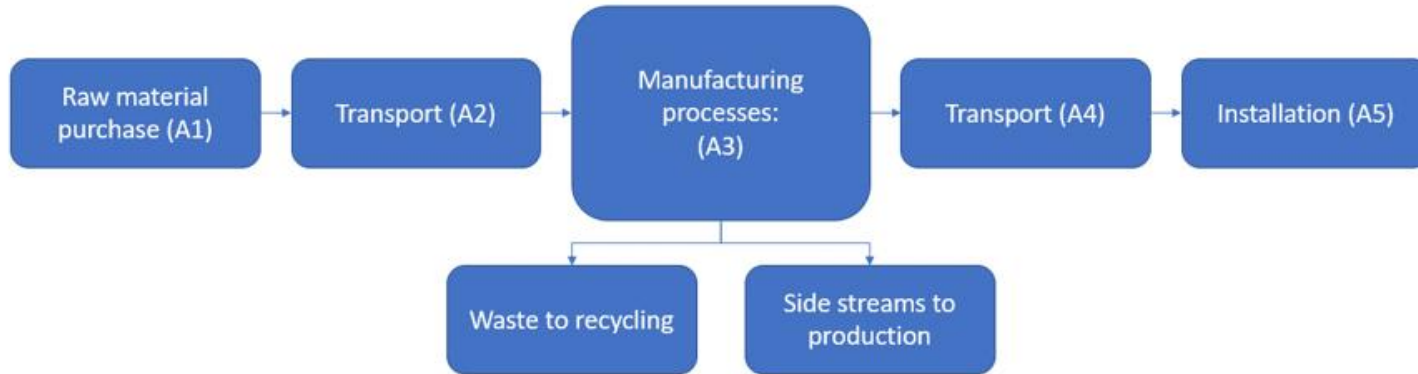 Raw material
purchase (A1)
Transport (A2)
Manufacturing
processes:
(A3)
Transport (A4)
Installation (A5)
Waste to recycling
Side streams to
production